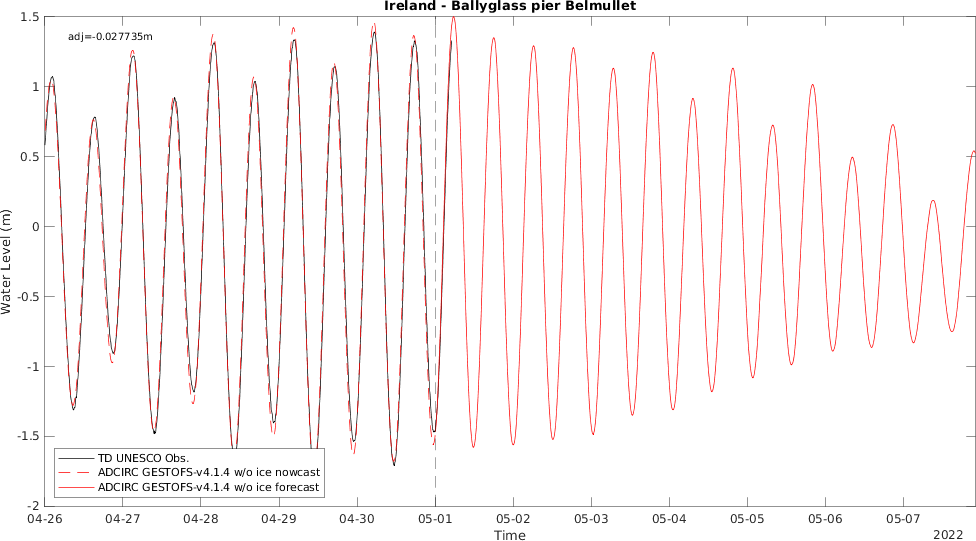 Ireland - Ballyglass pier Belmullet
adj=-0.027735m
1.5
1
0.5
0
-0.5
-1
-1.5
-2
Water Level (m)
TD UNESCO Obs.
ADCIRC GESTOFS-v4.1.4 w/o ice nowcast
ADCIRC GESTOFS-v4.1.4 w/o ice forecast
04-26 04-27 04-28 04-29 04-30 05-01 05-02 05-03 05-04 05-05 05-06 05-07
Time
2022